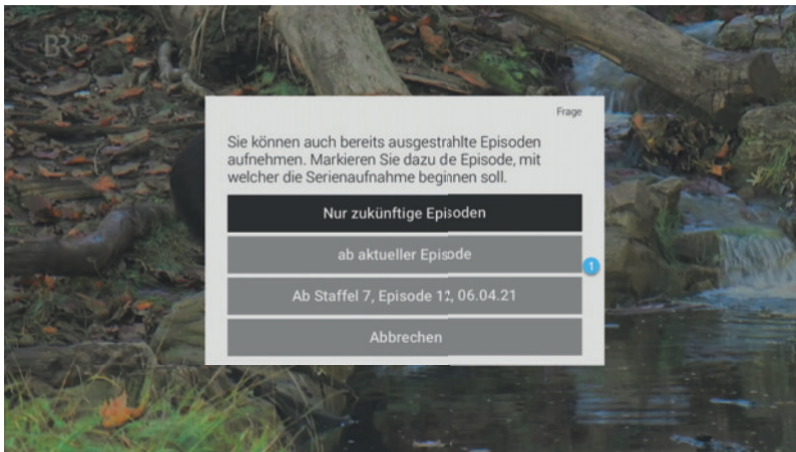 BR
Frage
Sie können auch bereits ausgestrahlte Episoden
aufnehmen. Markieren Sie dazu de Episode, mit
welcher die Serienaufnahme beginnen soll.
Nur zukünftige Episoden
ab aktueller Episode
1
Ab Staffel 7, Episode 12, 06.04.21
Abbrechen